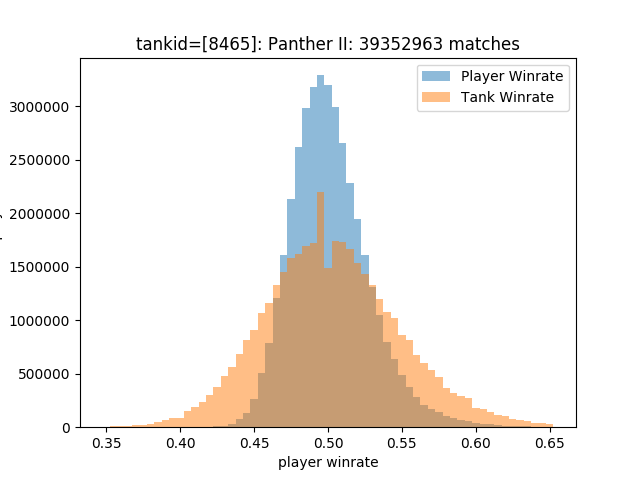 tankid=[8465]: Panther II: 39352963 matches
Player Winrate
Tank Winrate
3000000
2500000
2000000
1500000
1000000
500000
0
0.35 0.40 0.45 0.50 0.55 0.60 0.65
player winrate